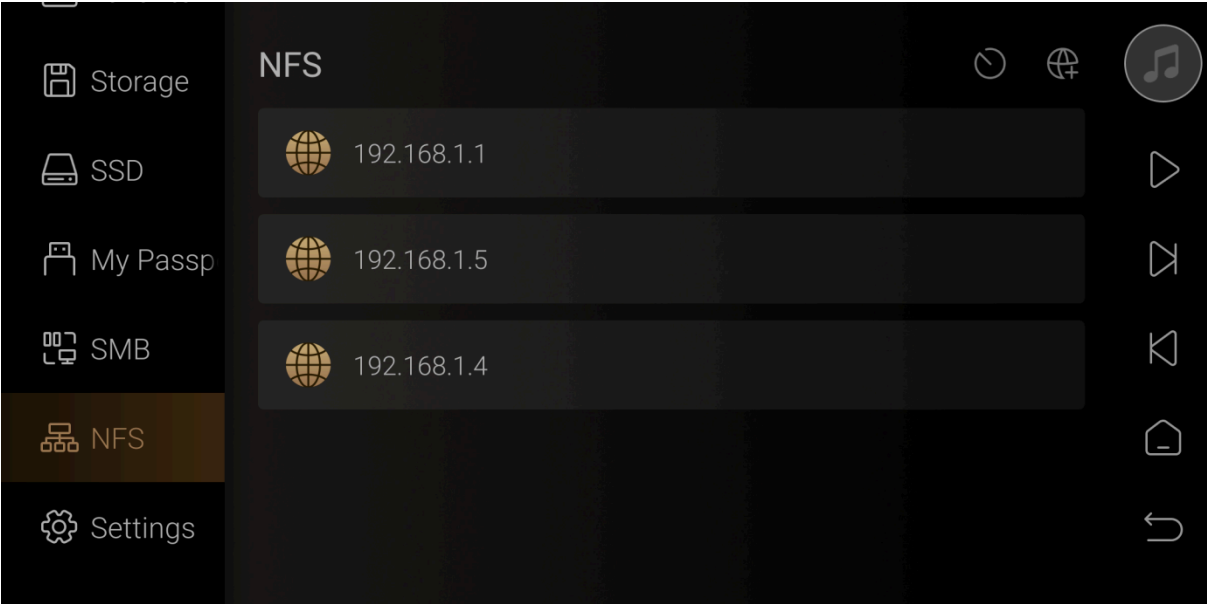 Storage
SSD
My Passp
SMB
NFS
Settings
NFS
192.168.1.1
192.168.1.5
192.168.1.4